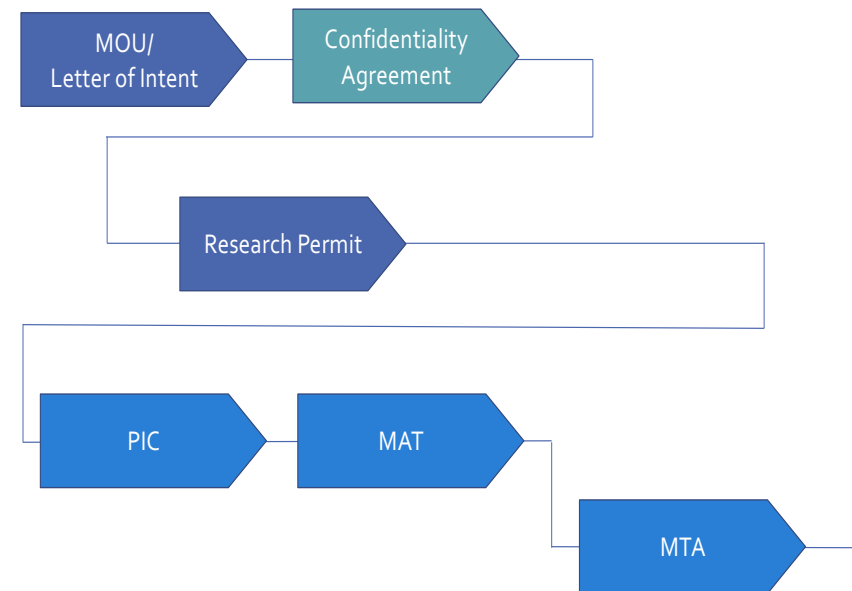 MOU/
Letter of Intent
Confidentiality
Agreement
Research Permit
PIC
MAT
MTA